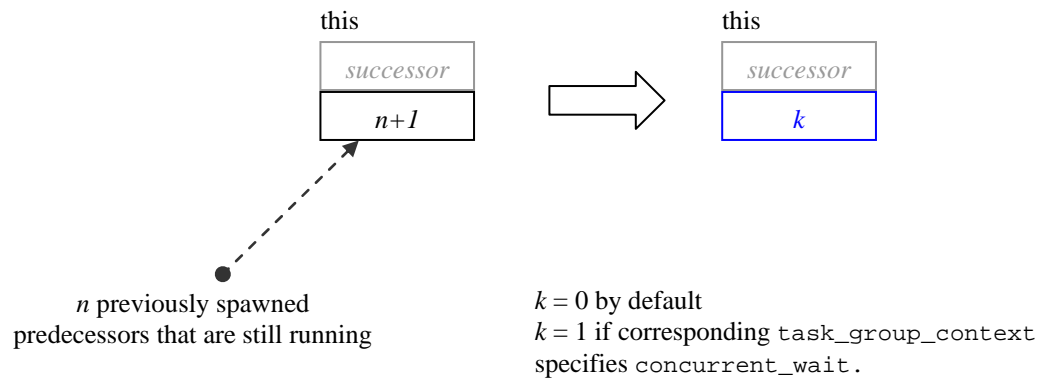 this
successor
n+1
this
successor
k
n previously spawned
predecessors that are still running
k = 0 by default
k = 1 if corresponding task_group_context
specifies concurrent_wait.